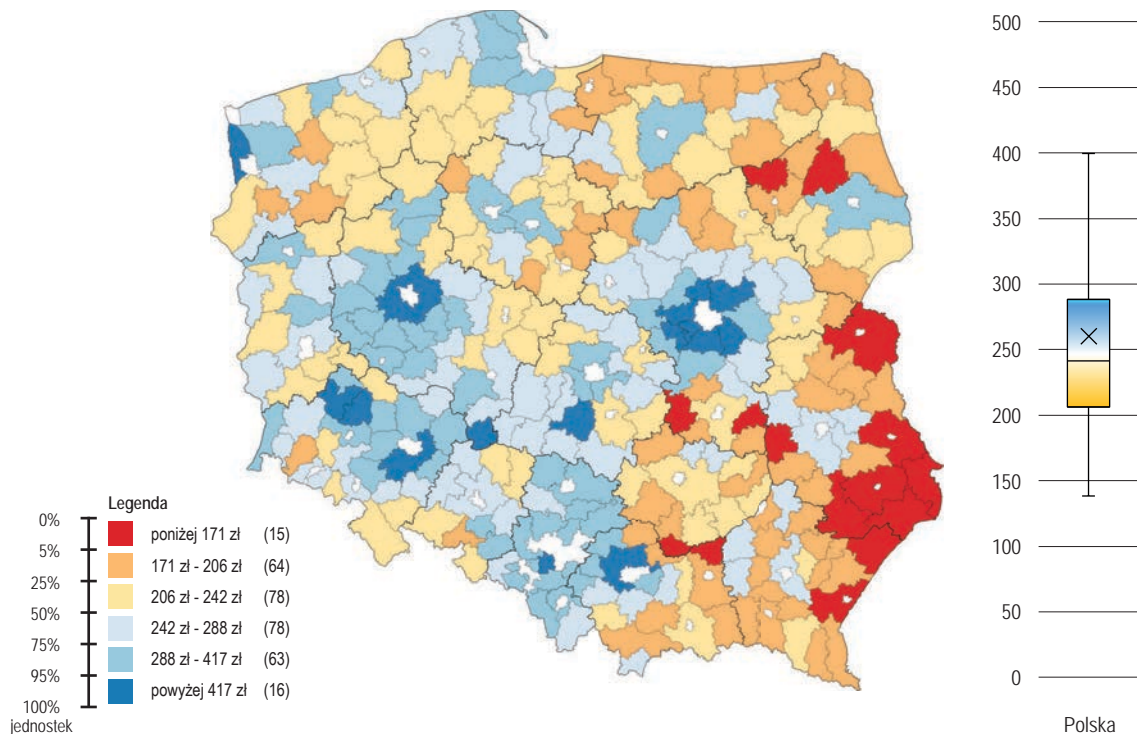 Legenda
0%
5%
25%
50%
75%
95%
100%
jednostek
poniżej 171 zł (15)
171 zł - 206 zł (64)
206 zł - 242 zł (78)
242 zł - 288 zł (78)
288 zł - 417 zł (63)
powyżej 417 zł (16)
500
450
400
350
300
250
200
150
100
50
0
Polska